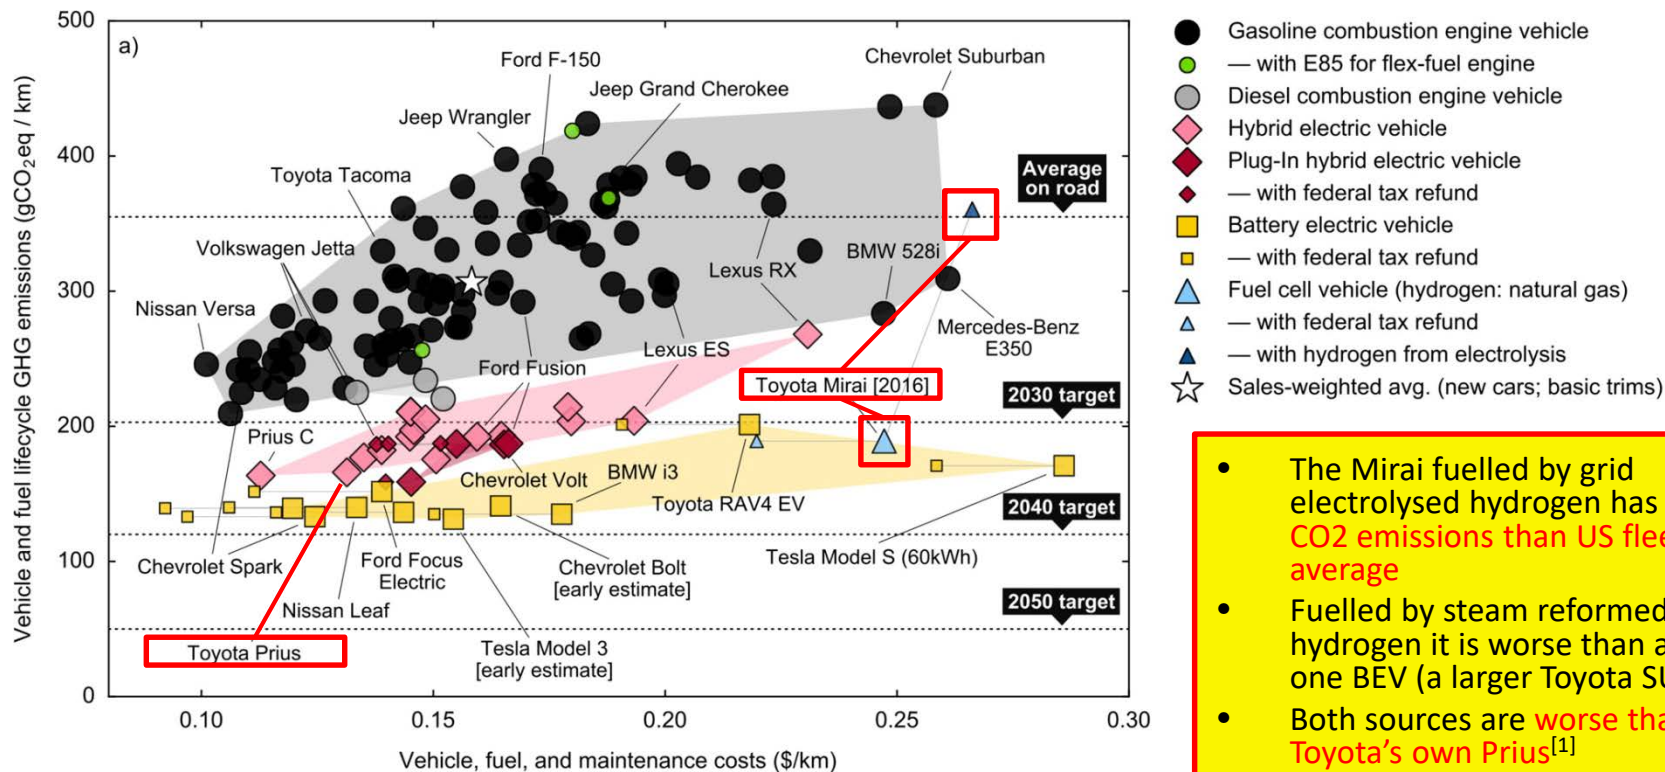 a)
500
400
300
200
100
0
0.10
0.15
0.20
0.25
0.30
Vehicle and fuel lifecycle GHG emissions (gCO2eq / km)
Vehicle, fuel, and maintenance costs ($/km)
Ford F-150
Chevrolet Suburban
Jeep Grand Cherokee
Jeep Wrangler
Toyota Tacoma
Average
on road
Volkswagen Jetta
BMW 528i
Lexus RX
Nissan Versa
Mercedes-Benz
E350
Lexus ES
Ford Fusion
Toyota Mirai [2016]
2030 target
Prius C
Chevrolet Volt
BMW i3
Toyota RAV4 EV
2040 target
Chevrolet Spark
Ford Focus
Electric
Chevrolet Bolt
[early estimate]
Tesla Model S (60kWh)
Nissan Leaf
2050 target
Toyota Prius
Tesla Model 3
[early estimate]
Gasoline combustion engine vehicle
— with E85 for flex-fuel engine
Diesel combustion engine vehicle
Hybrid electric vehicle
Plug-In hybrid electric vehicle
— with federal tax refund
Battery electric vehicle
— with federal tax refund
Fuel cell vehicle (hydrogen: natural gas)
— with federal tax refund
— with hydrogen from electrolysis
Sales-weighted avg. (new cars; basic trims)
• The Mirai fuelled by grid
electrolysed hydrogen has
CO2 emissions than US
average
• Fuelled by steam reformed
hydrogen it is worse than
one BEV (a larger Toyota
• Both sources are worse
Toyota's own Prius[1]